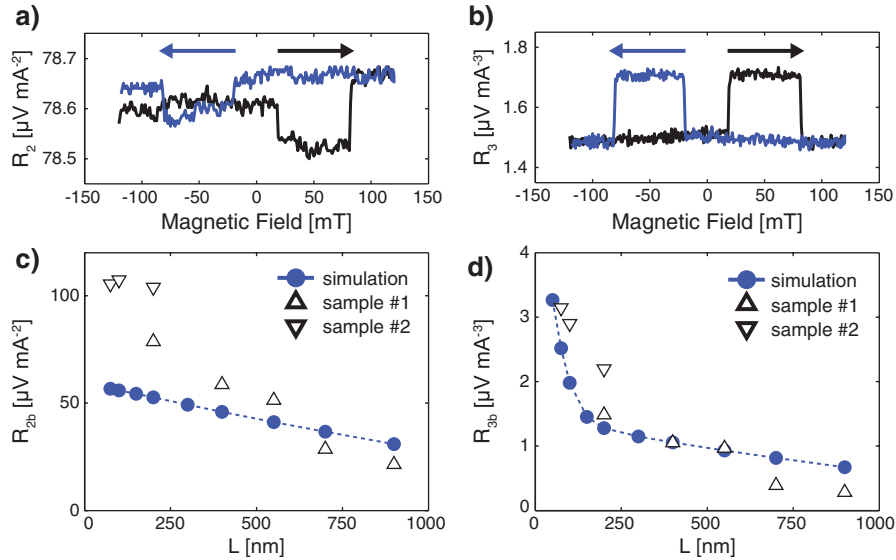 a)
R2 [µV mA-2]
78.7
78.6
78.5
-150 -100 -50 0 50 100 150
Magnetic Field [mT]
b)
R3 [µV mA-3]
1.8
1.6
1.4
-150 -100 -50 0 50 100 150
Magnetic Field [mT]
c)
R2b [µV mA-2]
100
50
0
0 250 500 750 1000
L [nm]
simulation
sample #1
sample #2
d)
R3b [µV mA-3]
4
3
2
1
0
0 250 500 750 1000
L [nm]
simulation
sample #1
sample #2